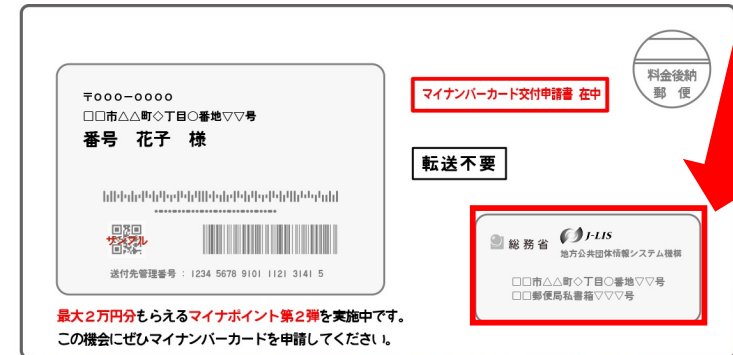 料金後納
郵 便
〒000-0000
□□市△△町◇丁目○番地▽▽号
番号 花子 様
マイナンバーカード交付申請書 在中
転送不要
サンプル
送付先管理番号 : 1234 5678 9101 1121 3141 5
総務省 J-LIS
地方公共団体情報システム機構
□□市△△町◇丁目○番地▽▽号
□□郵便局私書箱▽▽▽号
最大2万円分もらえるマイナポイント第2弾を実施中です。
この機会にぜひマイナンバーカードを申請してください。